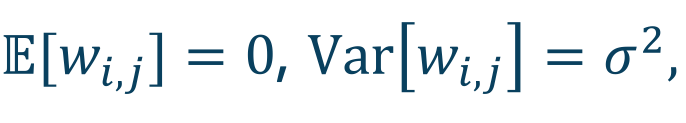 𝔼[w_{i,j}] = 0, Var[w_{i,j}] = σ²,